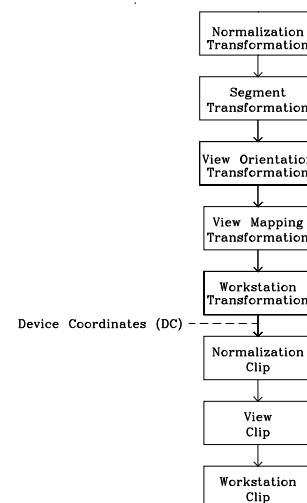 Normalization
Transformation
Segment
Transformation
View Orientatio
Transformation
View Mapping
Transformation
Workstation
Transformation
Device Coordinates (DC)
Normalization
Clip
View
Clip
Workstation
Clip